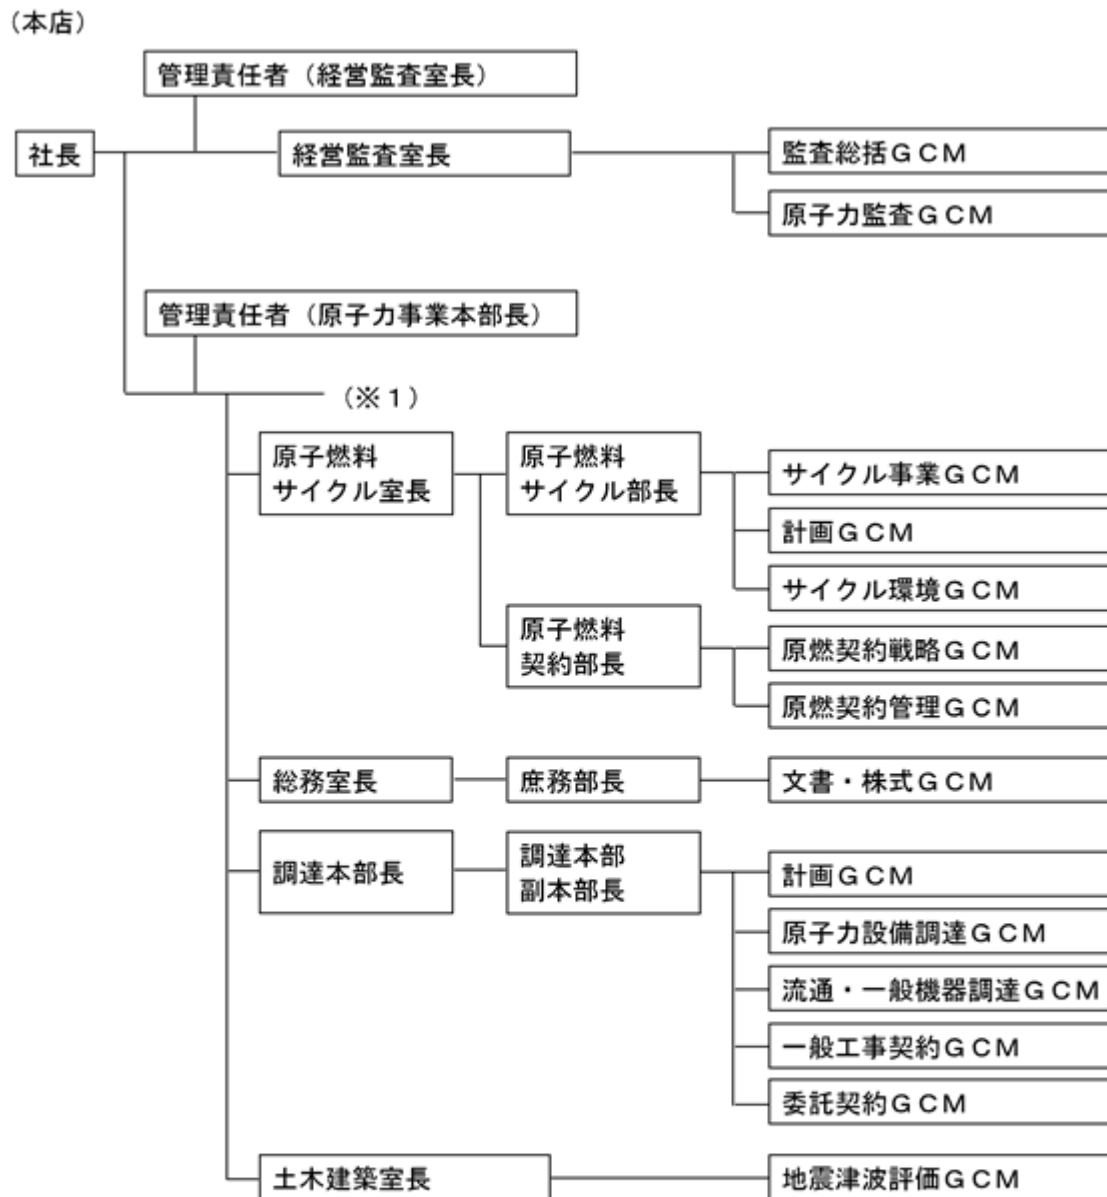 (本店)
管理責任者(経営監査室長)
社長
経営監査室長
監査総括GCM
原子力監査GCM
管理責任者(原子力事業本部長)
(※1)
原子燃料
サイクル室長
原子燃料
サイクル部長
サイクル事業GCM
計画GCM
サイクル環境GCM
原子燃料
契約部長
原燃契約戦略GCM
原燃契約管理GCM
総務室長
庶務部長
文書・株式GCM
調達本部長
調達本部
副本部長
計画GCM
原子力設備調達GCM
流通・一般機器調達GCM
一般工事契約GCM
委託契約GCM
土木建築室長
地震津波評価GCM